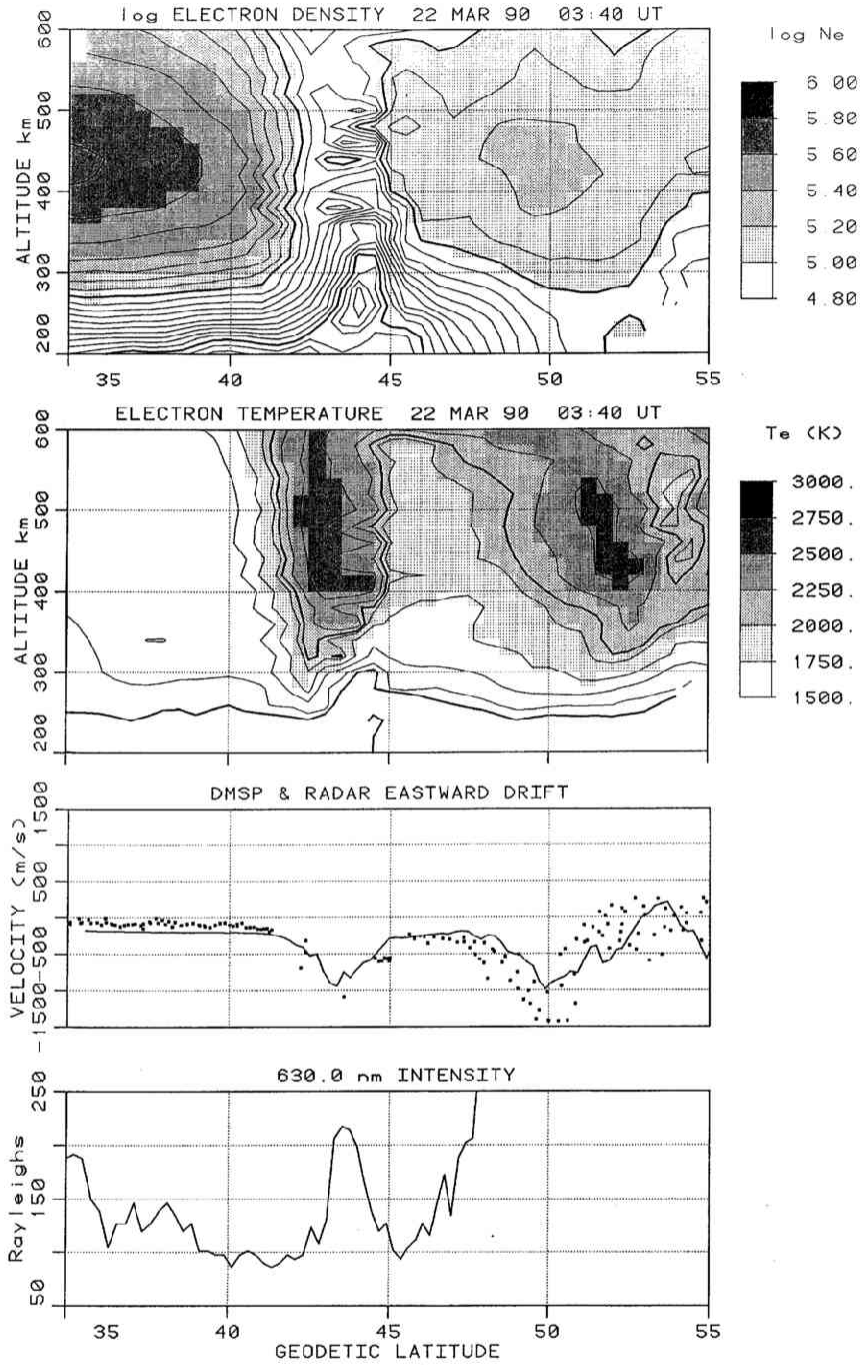 log ELECTRON DENSITY 22 MAR 90 03:40 UT
log Ne
600
500
400
300
200
ALTITUDE km
6 00
5.80
5 60
5.40
5 20
5.00
4.80
35 40 45 50 55
ELECTRON TEMPERATURE 22 MAR 90 03:40 UT
Te (K)
600
500
400
300
200
ALTITUDE km
3000.
2750.
2500.
2250.
2000.
1750.
1500.
DMSP & RADAR EASTWARD DRIFT
1500
500
-500
-1500
VELOCITY (m/s)
630.0 nm INTENSITY
250
150
50
Rayleighs
35 40 45 50 55
GEODETIC LATITUDE